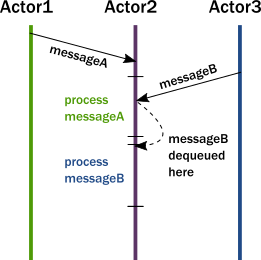 Actor1 Actor2 Actor3
messageA
messageB
process
messageA
messageB
dequeued
here
process
messageB